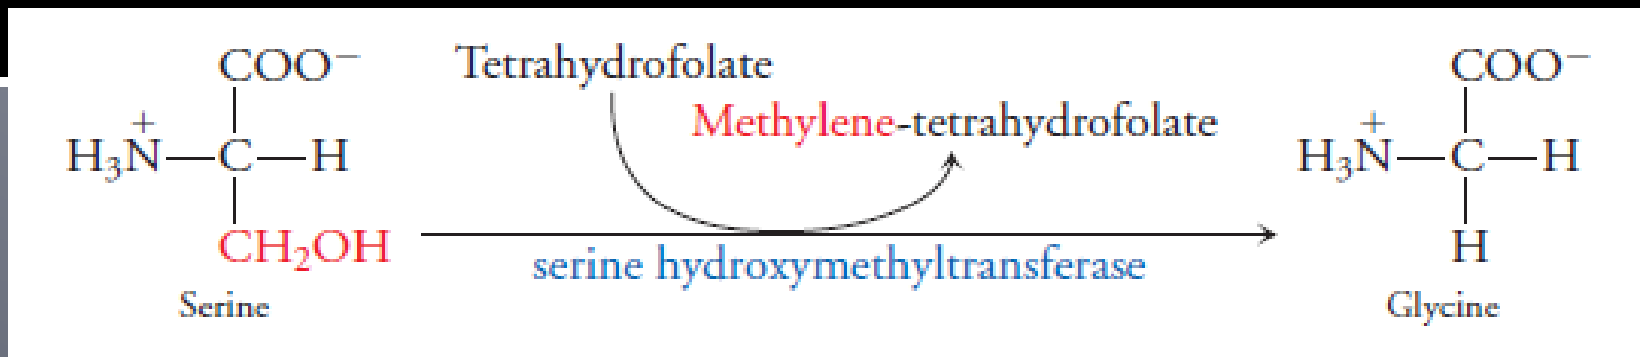 COO⁻
H₃N⁺—C—H
CH₂OH
Serine
Tetrahydrofolate
Methylene-tetrahydrofolate
serine hydroxymethyltransferase
COO⁻
H₃N⁺—C—H
H
Glycine